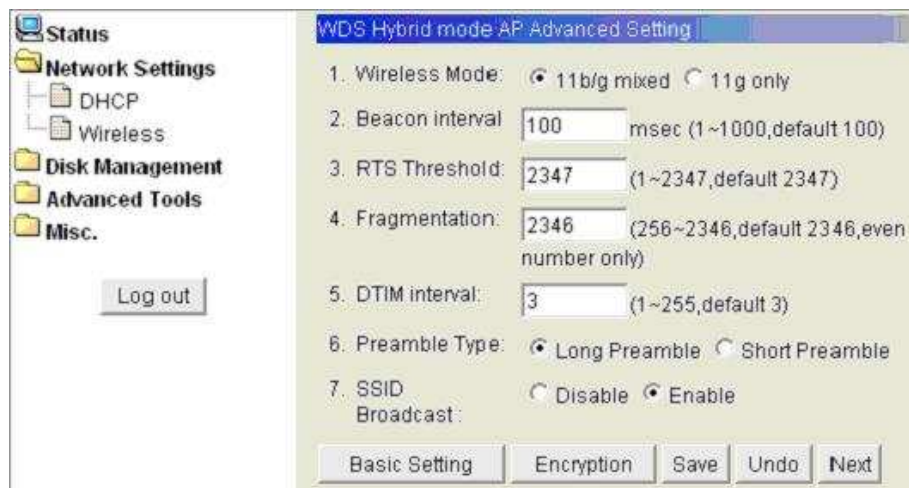 Status
Network Settings
DHCP
Wireless
Disk Management
Advanced Tools
Misc.
Log out
WDS Hybrid mode AP Advanced Setting
1. Wireless Mode: 11b/g mixed 11g only
2. Beacon interval 100 msec (1~1000,default 100)
3. RTS Threshold: 2347 (1~2347,default 2347)
4. Fragmentation: 2346 (256~2346,default 2346,even
number only)
5. DTIM interval: 3 (1~255,default 3)
6. Preamble Type: Long Preamble Short Preamble
7. SSID
Broadcast : Disable Enable
Basic Setting Encryption Save Undo Next